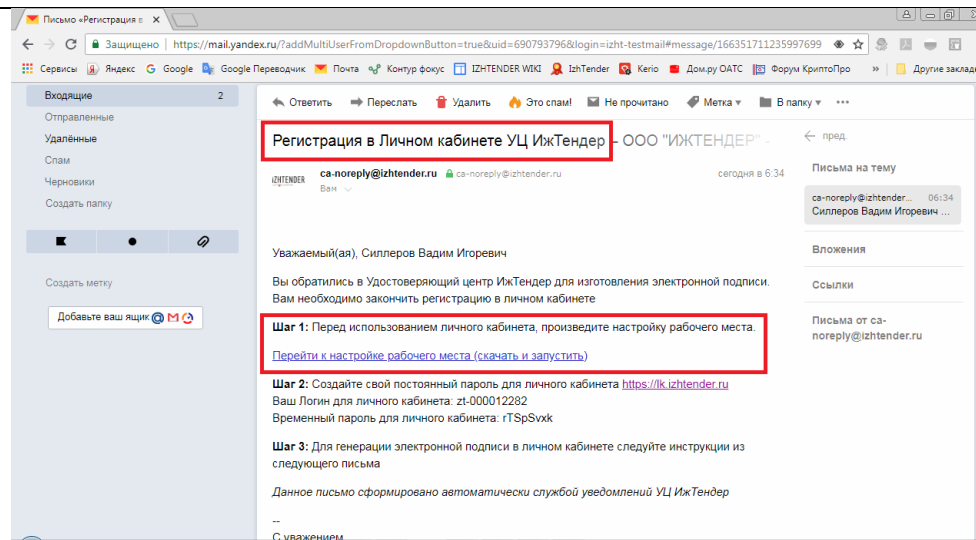 Письмо «Регистрация в
Защищено | https://mail.yandex.ru/?addMultiUserFromDropdownButton=true&uid=690793796&login=izht-testmail#message/166351711235997699
Сервисы Яндекс Google Google Переводчик Почта Контур фокус IZHTENDER WIKI IzhTender Kerio Дом.ру ОАТС Форум КриптоПро » Другие заклад
Входящие 2
Отправленные
Удалённые
Спам
Черновики
Создать папку
Создать метку
Добавьте ваш ящик
Ответить Переслать Удалить Это спам! Не прочитано Метка В папку
Регистрация в Личном кабинете УЦ ИжТендер – ООО "ИЖТЕНДЕР" –
IZHTENDER ca-noreply@izhtender.ru ca-noreply@izhtender.ru сегодня в 6:34
Вам
Уважаемый(ая), Силлеров Вадим Игоревич
Вы обратились в Удостоверяющий центр ИжТендер для изготовления электронной подписи.
Вам необходимо закончить регистрацию в личном кабинете
Шаг 1: Перед использованием личного кабинета, произведите настройку рабочего места.
Перейти к настройке рабочего места (скачать и запустить)
Шаг 2: Создайте свой постоянный пароль для личного кабинета https://lk.izhtender.ru
Ваш Логин для личного кабинета: zt-000012282
Временный пароль для личного кабинета: rTSpSvxk
Шаг 3: Для генерации электронной подписи в личном кабинете следуйте инструкции из
следующего письма
Данное письмо сформировано автоматически службой уведомлений УЦ ИжТендер
--
С уважением
пред.
Письма на тему
ca-noreply@izhtender... 06:34
Силлеров Вадим Игоревич ...
Вложения
Ссылки
Письма от ca-
noreply@izhtender.ru